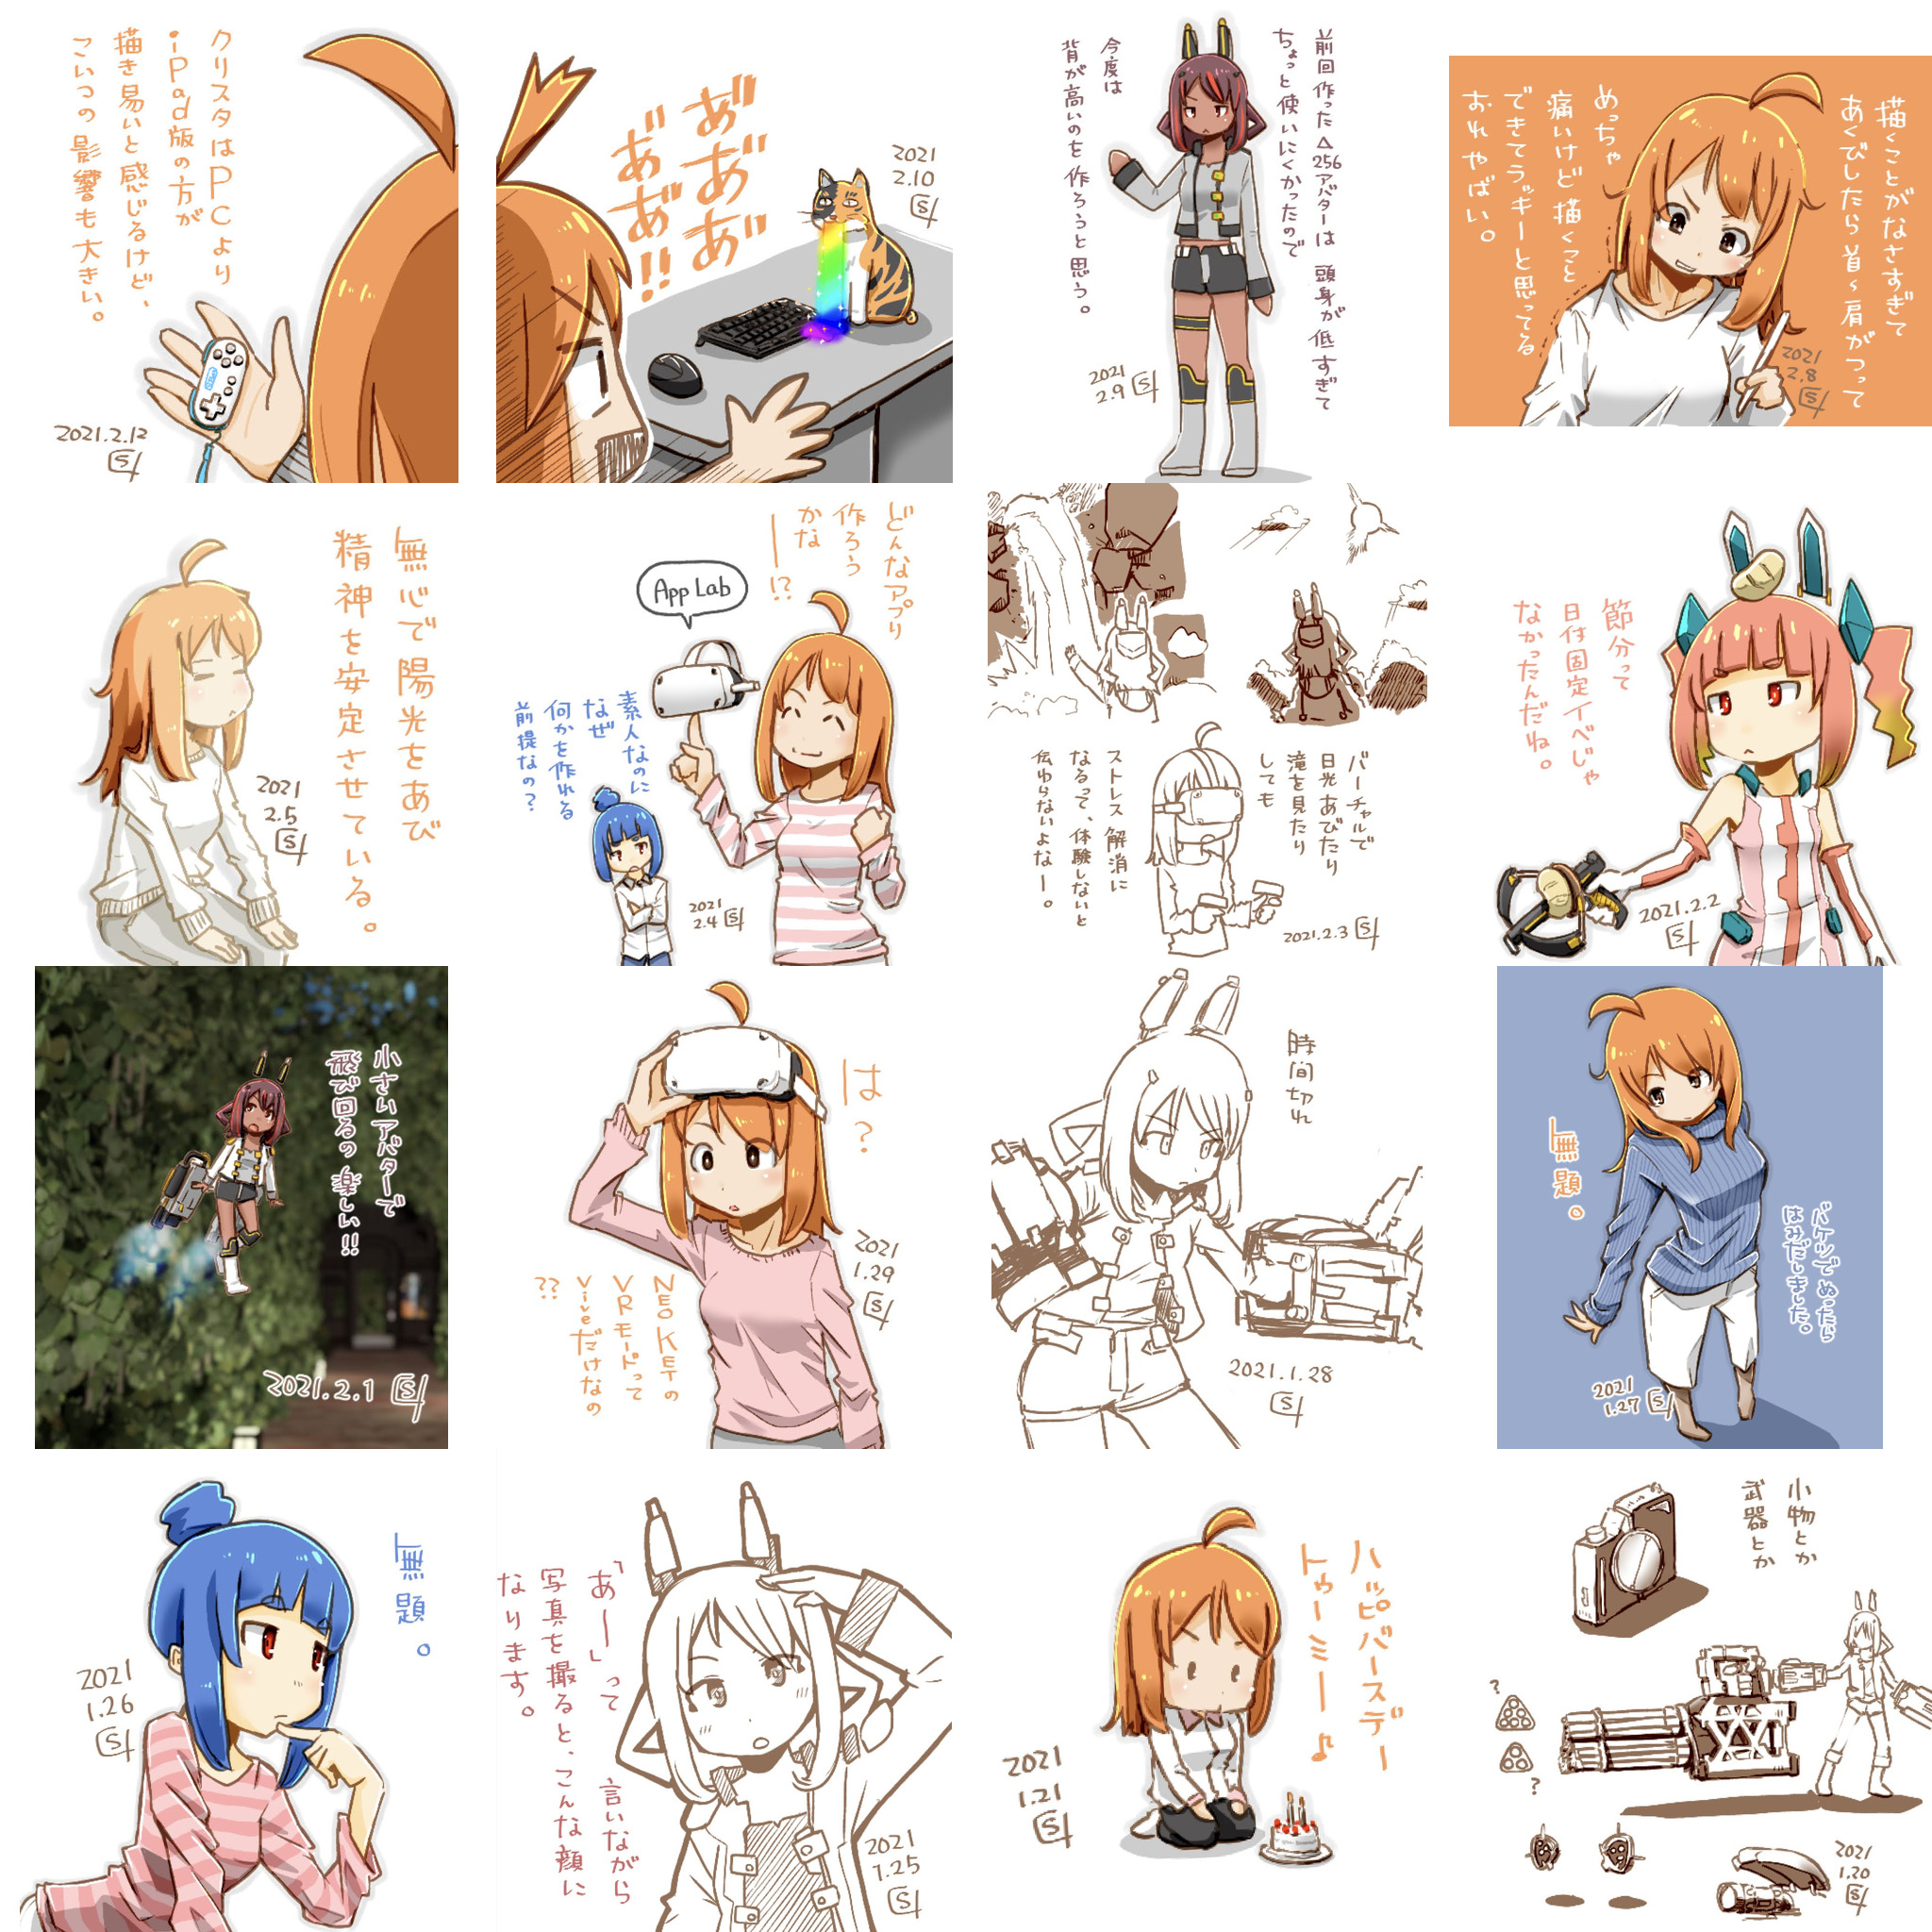 クリスタはPCより
iPad版の方が
描き易いと感じるけど、
こいつの影響も大きい。
2021.2.12
あ゛あ゛あ゛
あ゛あ゛!!
2021
2.10
前回作ったΔ256アバターは 頭身が低すぎて
ちょっと使いにくかったので
今度は
背が高いのを作ろうと思う。
2021
2.9
描くことがなさすぎて
あくびしたら首〜肩がつって
めっちゃ
痛いけど描くこと
できてラッキーと思ってる
おれやばい。
2021
2.8
無心で陽光をあび
精神を安定させている。
2021
2.5
どんなアプリ
作ろう
かな
ー!?
App Lab
素人なのに
なぜ
何かを作れる
前提なの?
2021
2.4
バーチャルで
日光あびたり
滝を見たり
しても
ストレス解消に
なるって、体験しないと
伝わらないよなー。
2021.2.3
節分って
日付固定イベじゃ
なかったんだね。
2021.2.2
小さいアバターで
飛び回るの楽しい!!
2021.2.1
は?
NEOKETの
VRモードって
Viveだけなの
??
2021
1.29
時間切れ
2021.1.28
無題。
バケツでぬったら
はみだしました。
2021
1.27
無題。
2021
1.26
「あー」って 言いながら
写真を撮ると、こんな顔に
なります。
2021
1.25
ハッピバースデー
トゥーミー♪
2021
1.21
小物とか
武器とか
?
?
2021
1.20